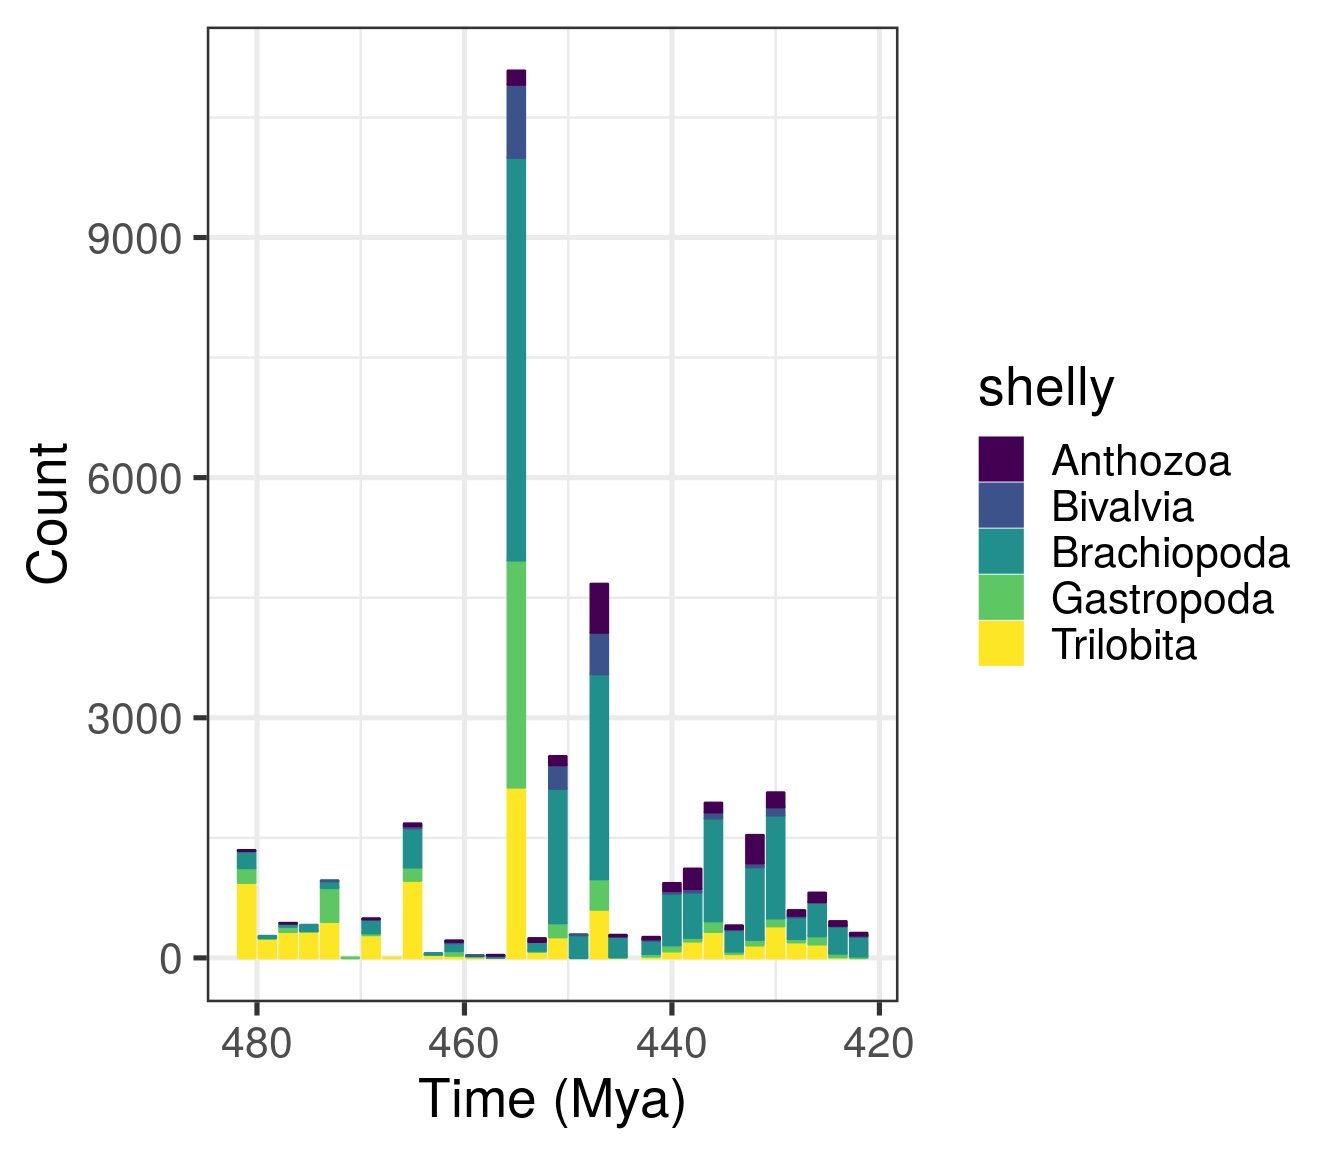 9000
6000
3000
0
Count
480
460
440
420
Time (Mya)
shelly
Anthozoa
Bivalvia
Brachiopoda
Gastropoda
Trilobita